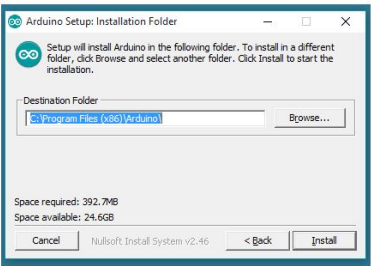 Arduino Setup: Installation Folder
Setup will install Arduino in the following folder. To install in a different
folder, click Browse and select another folder. Click Install to start the
installation.
Destination Folder
C:\Program Files (x86)\Arduino\
Browse...
Space required: 392.7MB
Space available: 24.6GB
Cancel
Nullsoft Install System v2.46
< Back
Install